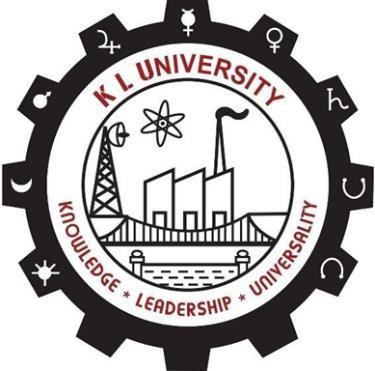 K L UNIVERSITY
KNOWLEDGE * LEADERSHIP * UNIVERSALITY